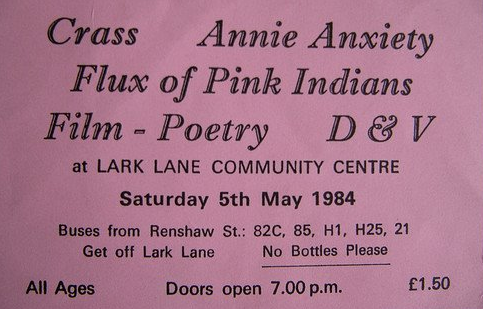 Crass Annie Anxiety
Flux of Pink Indians
Film - Poetry D & V
at LARK LANE COMMUNITY CENTRE
Saturday 5th May 1984
Buses from Renshaw St.: 82C, 85, H1, H25, 21
Get off Lark Lane No Bottles Please
All Ages Doors open 7.00 p.m. £1.50